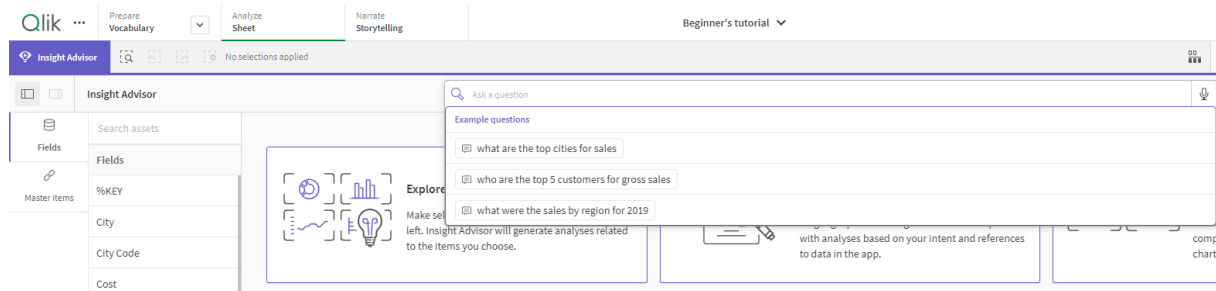 Qlik
Prepare
Vocabulary
Analyze
Sheet
Narrate
Storytelling
Beginner's tutorial
Insight Advisor
No selections applied
Insight Advisor
Ask a question
Fields
Master items
Search assets
Fields
%KEY
City
City Code
Cost
Example questions
what are the top cities for sales
who are the top 5 customers for gross sales
what were the sales by region for 2019
Explore
Make sel
left. Insight Advisor will generate analyses related
to the items you choose.
with analyses based on your intent and references
to data in the app.
comp
chart